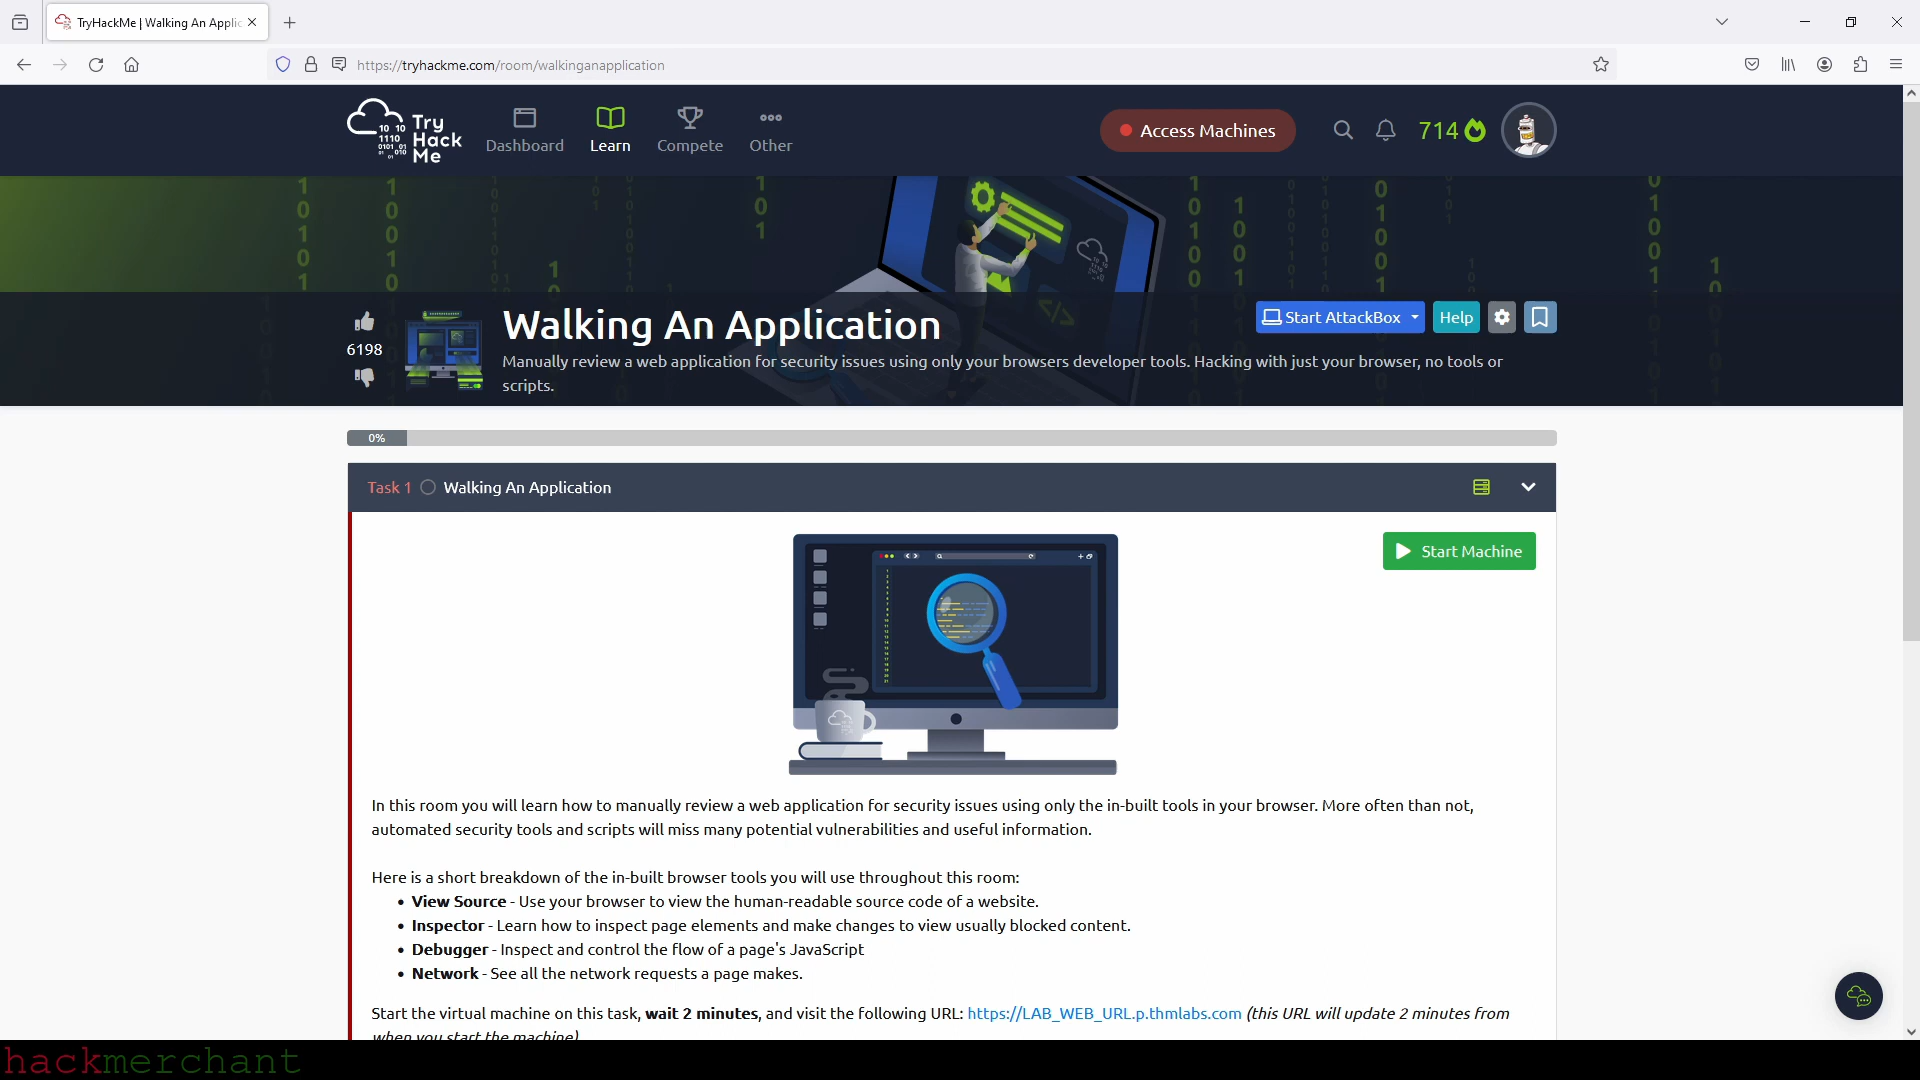 TryHackMe | Walking An Applic
https://tryhackme.com/room/walkinganapplication
Try
Hack
Me
Dashboard
Learn
Compete
Other
Access Machines
714
6198
Walking An Application
Manually review a web application for security issues using only your browsers developer tools. Hacking with just your browser, no tools or
scripts.
Start AttackBox
Help
0%
Task 1
Walking An Application
Start Machine
In this room you will learn how to manually review a web application for security issues using only the in-built tools in your browser. More often than not,
automated security tools and scripts will miss many potential vulnerabilities and useful information.
Here is a short breakdown of the in-built browser tools you will use throughout this room:
• View Source - Use your browser to view the human-readable source code of a website.
• Inspector - Learn how to inspect page elements and make changes to view usually blocked content.
• Debugger - Inspect and control the flow of a page's JavaScript
• Network - See all the network requests a page makes.
Start the virtual machine on this task, wait 2 minutes, and visit the following URL: https://LAB_WEB_URL.p.thmlabs.com (this URL will update 2 minutes from
when you start the machine)
hackmerchant